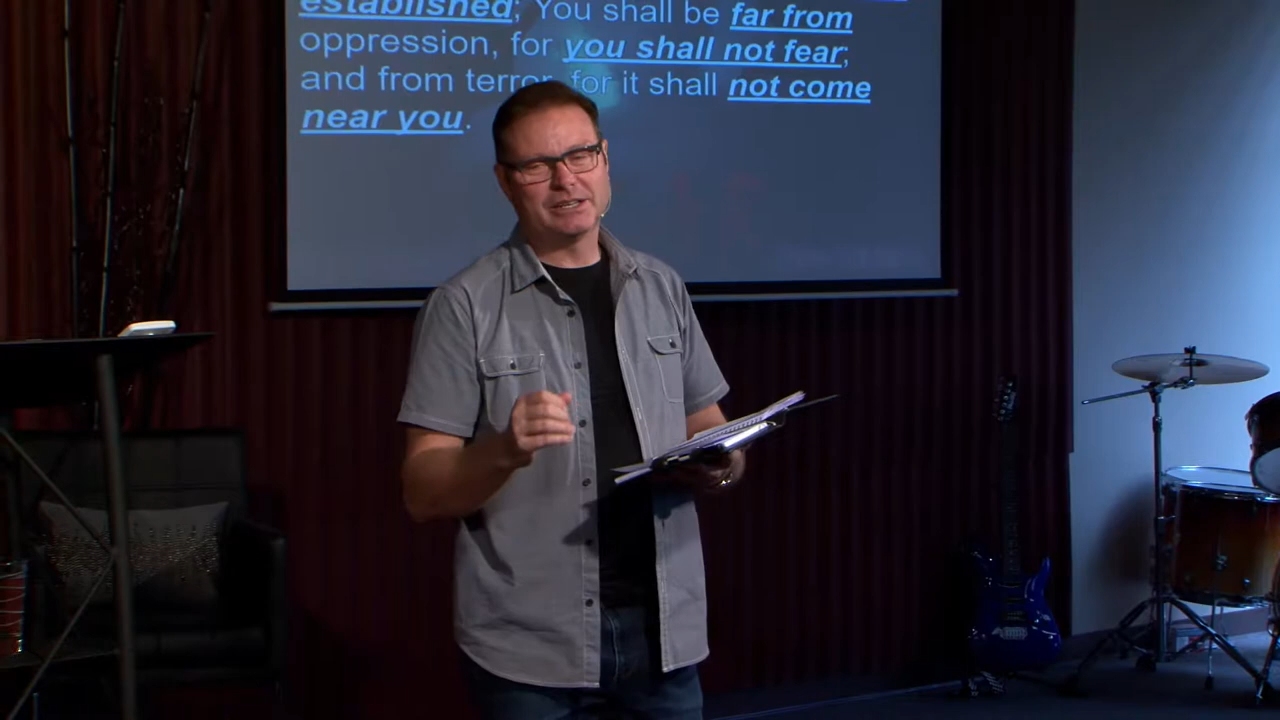 established; You shall be far from
oppression, for you shall not fear;
and from terror, for it shall not come
near you.